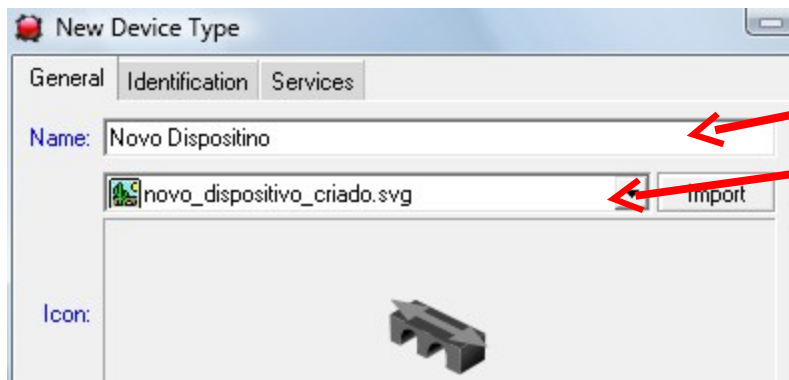 New Device Type
General Identification Services
Name: Novo Dispositino
novo_dispositivo_criado.svg Import
Icon: